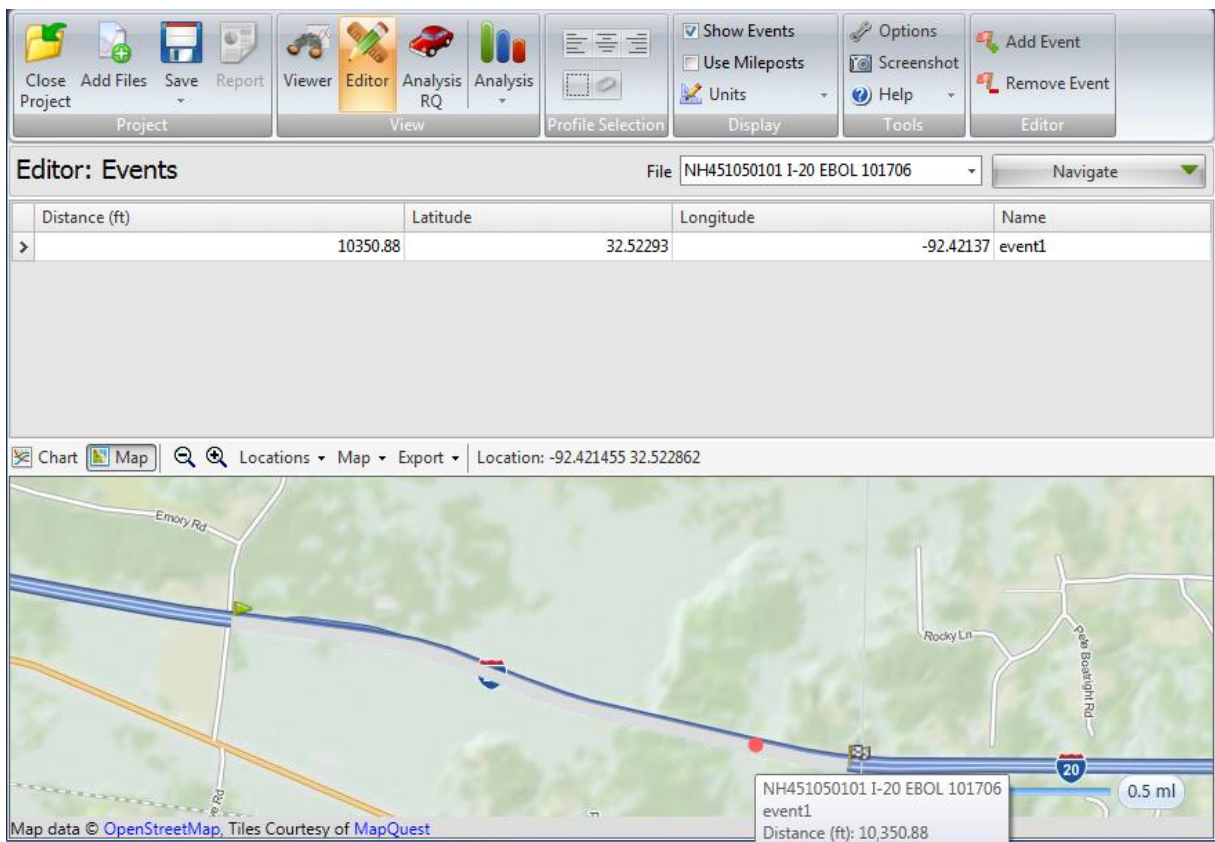 Close Project
Add Files
Save
Report
Project
Viewer
Editor
Analysis RQ
Analysis
View
Profile Selection
Show Events
Use Mileposts
Units
Display
Options
Screenshot
Help
Tools
Add Event
Remove Event
Editor
Editor: Events
File NH451050101 I-20 EBOL 101706
Navigate
Distance (ft) Latitude Longitude Name
10350.88 32.52293 -92.42137 event1
Chart Map Locations Map Export Location: -92.421455 32.522862
Emory Rd
Rocky Ln
Pete Boatright Rd
20
0.5 ml
NH451050101 I-20 EBOL 101706
event1
Distance (ft): 10,350.88
Map data © OpenStreetMap, Tiles Courtesy of MapQuest